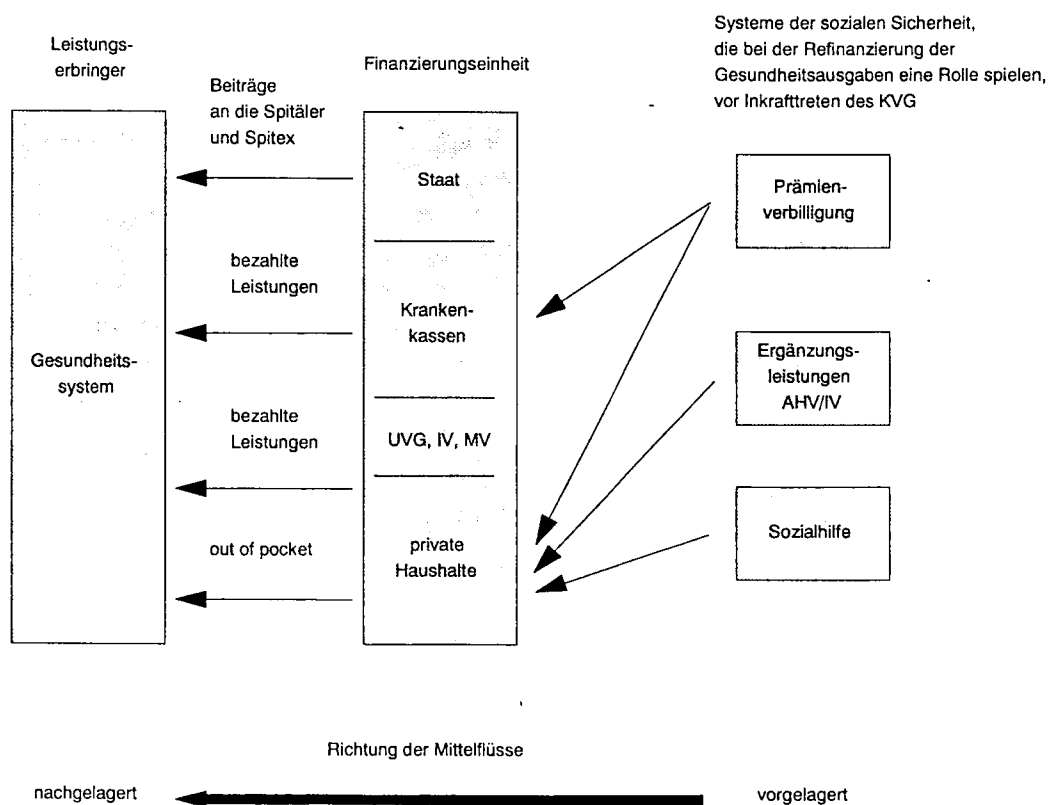 Systeme der sozialen Sicherheit,
die bei der Refinanzierung der
Gesundheitsausgaben eine Rolle spielen,
vor Inkrafttreten des KVG
Leistungs-
erbringer
Finanzierungseinheit
Beiträge
an die Spitäler
und Spitex
Staat
Prämien-
verbilligung
bezahlte
Leistungen
Kranken-
kassen
Gesundheits-
system
Ergänzungs-
leistungen
AHV/IV
bezahlte
Leistungen
UVG, IV, MV
out of pocket
private
Haushalte
Sozialhilfe
Richtung der Mittelflüsse
nachgelagert
vorgelagert